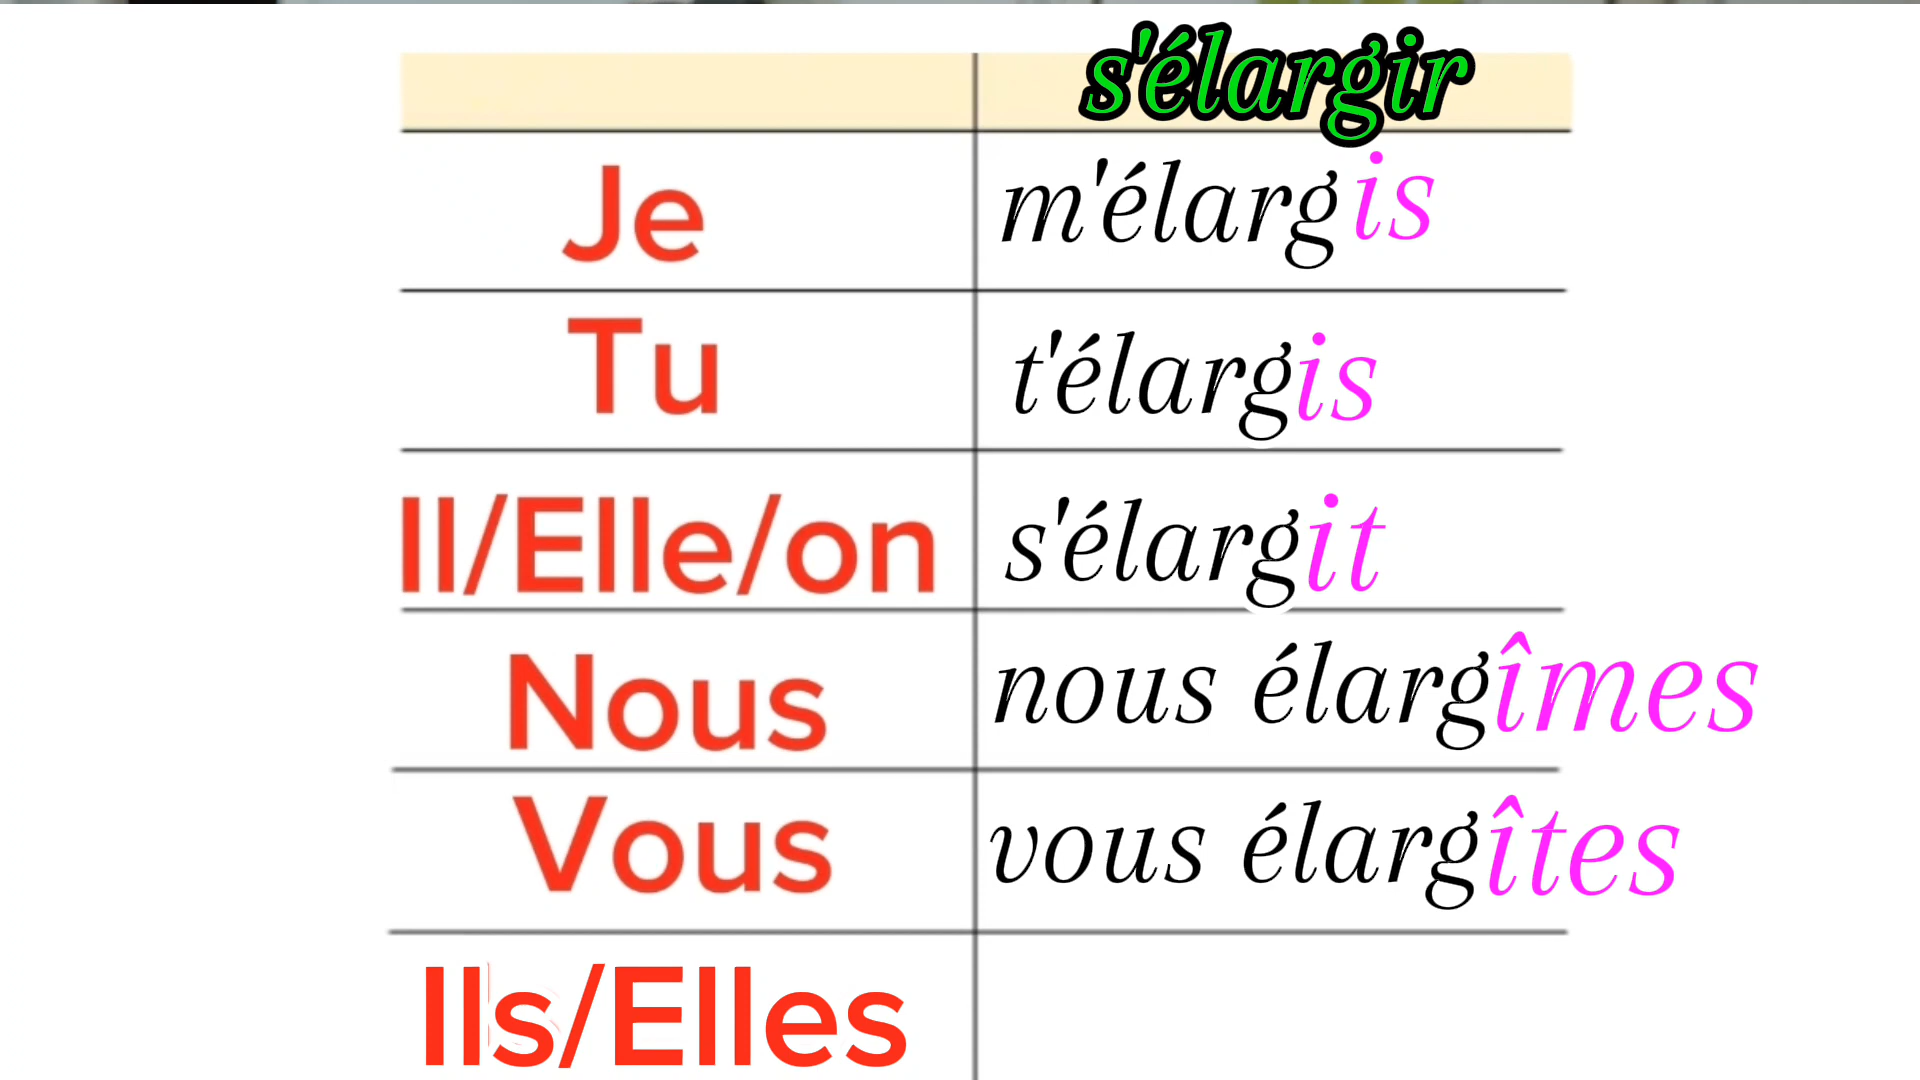 s'élargir
Je m'élargis
Tu t'élargis
Il/Elle/on s'élargit
Nous nous élargîmes
Vous vous élargîtes
Ils/Elles